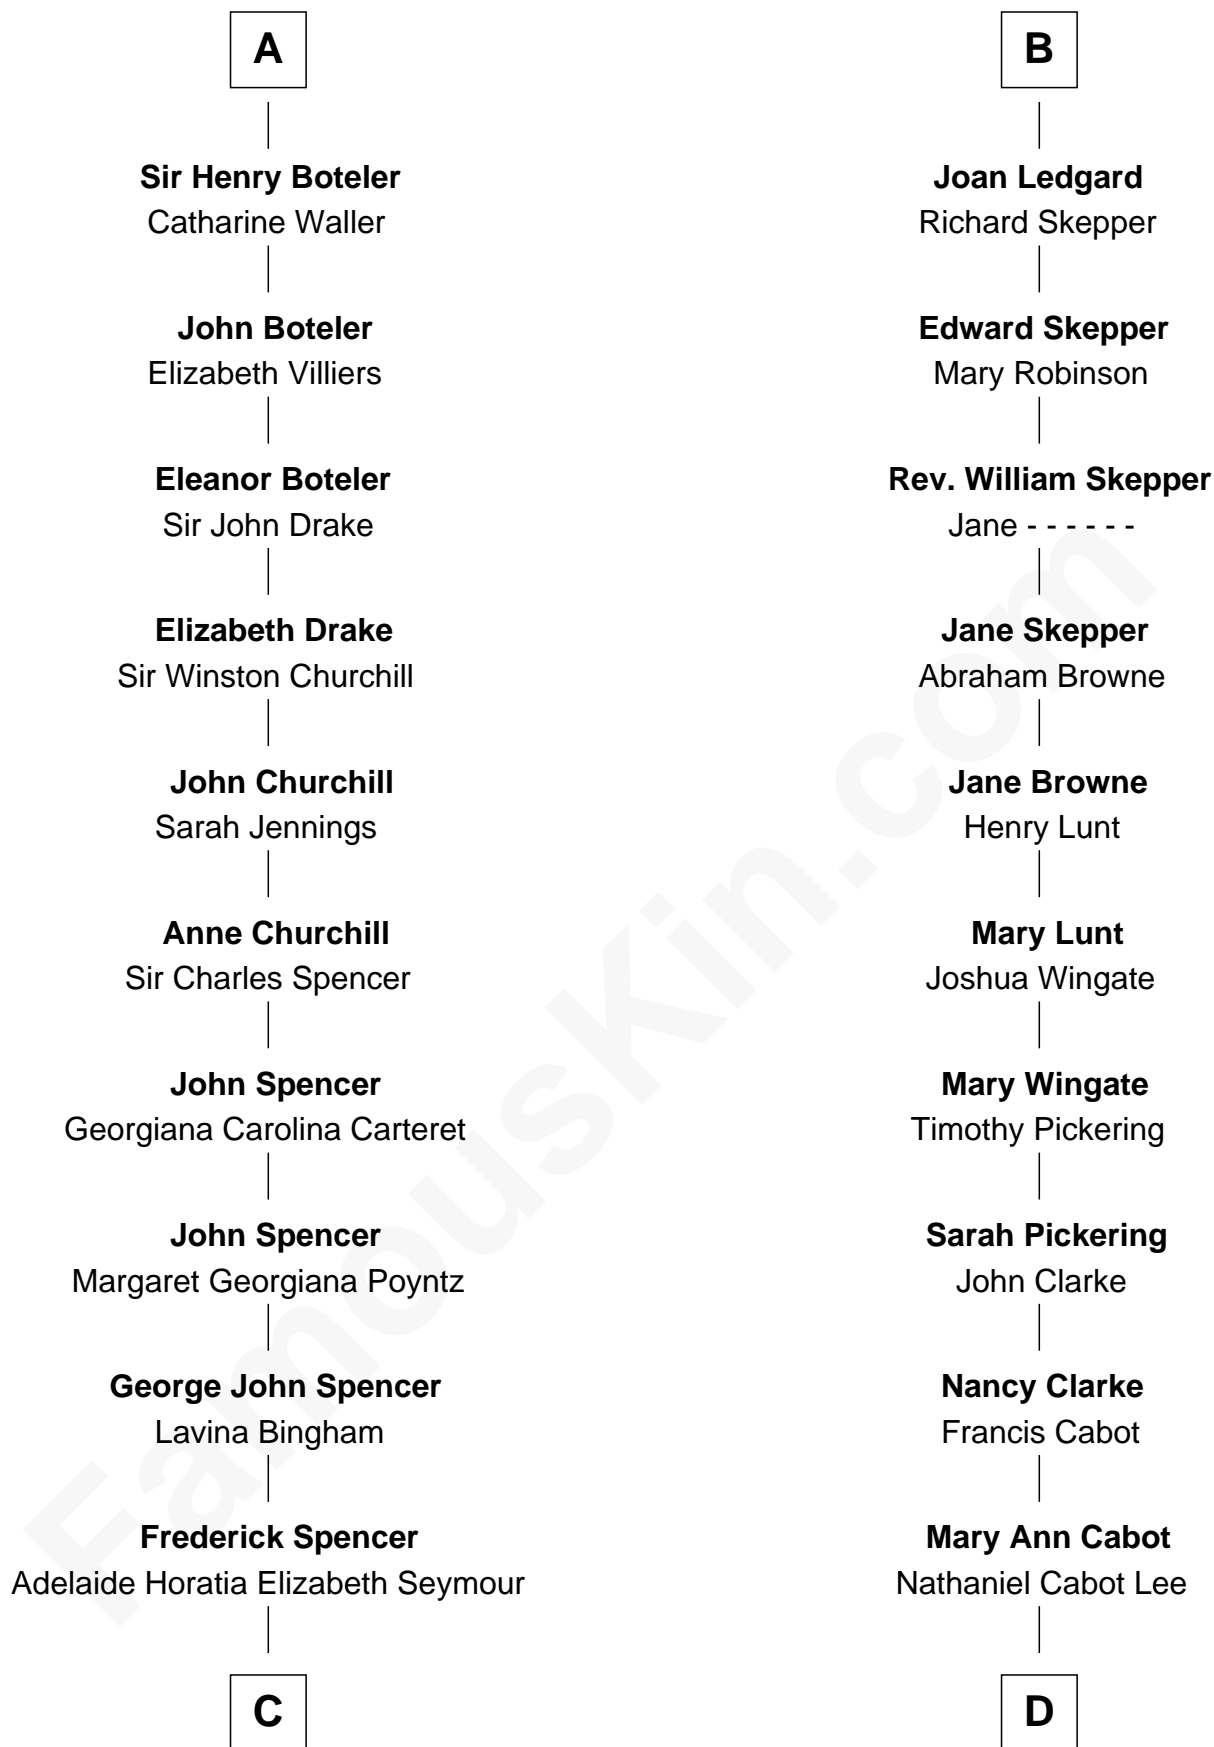 A
Sir Henry Boteler
Catharine Waller
John Boteler
Elizabeth Villiers
Eleanor Boteler
Sir John Drake
Elizabeth Drake
Sir Winston Churchill
John Churchill
Sarah Jennings
Anne Churchill
Sir Charles Spencer
John Spencer
Georgiana Carolina Carteret
John Spencer
Margaret Georgiana Poyntz
George John Spencer
Lavina Bingham
Frederick Spencer
Adelaide Horatia Elizabeth Seymour
C
B
Joan Ledgard
Richard Skepper
Edward Skepper
Mary Robinson
Rev. William Skepper
Jane - - - - - -
Jane Skepper
Abraham Browne
Jane Browne
Henry Lunt
Mary Lunt
Joshua Wingate
Mary Wingate
Timothy Pickering
Sarah Pickering
John Clarke
Nancy Clarke
Francis Cabot
Mary Ann Cabot
Nathaniel Cabot Lee
D
FamousKin.com